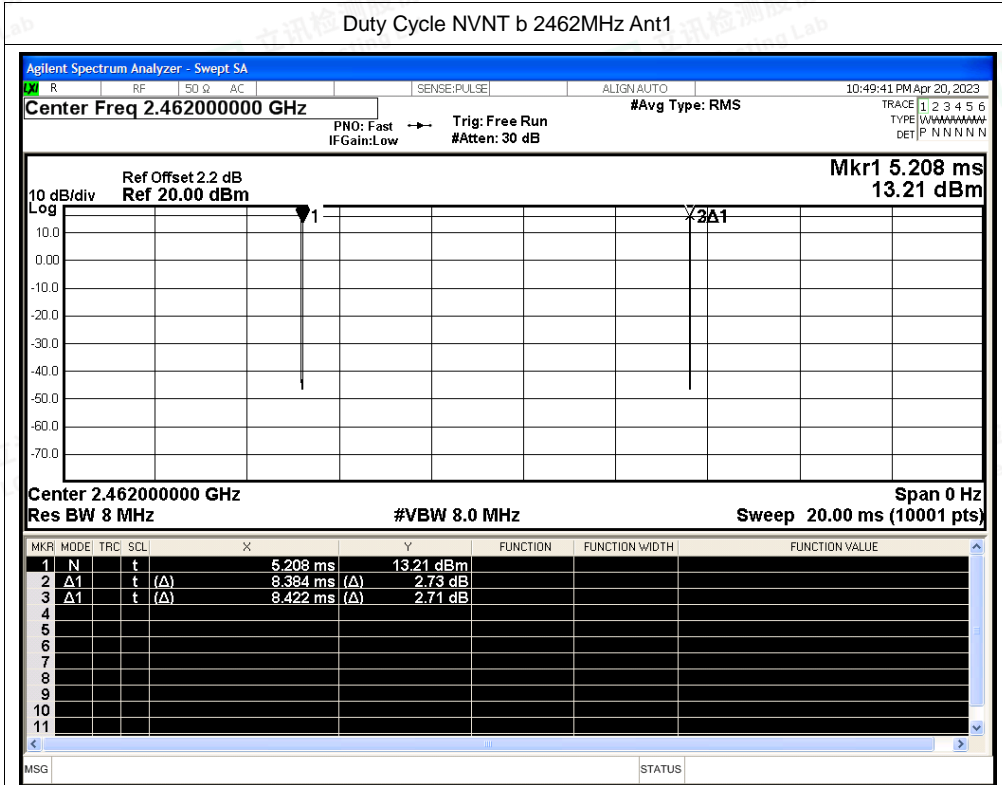 Duty Cycle NVNT b 2462MHz Ant1
Agilent Spectrum Analyzer - Swept SA
LXI R RF 50 Ω AC SENSE:PULSE ALIGN AUTO 10:49:41 PM Apr 20, 2023
Center Freq 2.462000000 GHz #Avg Type: RMS TRACE 1 2 3 4 5 6
PNO: Fast Trig: Free Run TYPE WWWWWW
IFGain:Low #Atten: 30 dB DET P N N N N N
Mkr1 5.208 ms
Ref Offset 2.2 dB
10 dB/div Ref 20.00 dBm 13.21 dBm
Log
1 3Δ1
10.0
0.00
-10.0
-20.0
-30.0
-40.0
-50.0
-60.0
-70.0
Center 2.462000000 GHz Span 0 Hz
Res BW 8 MHz #VBW 8.0 MHz Sweep 20.00 ms (10001 pts)
MKR MODE TRC SCL X Y FUNCTION FUNCTION WIDTH FUNCTION VALUE
1 N t 5.208 ms 13.21 dBm
2 Δ1 t (Δ) 8.384 ms (Δ) 2.73 dB
3 Δ1 t (Δ) 8.422 ms (Δ) 2.71 dB
4
5
6
7
8
9
10
11
MSG STATUS